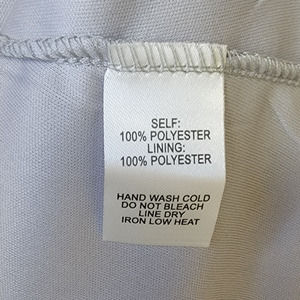 SELF:
100% POLYESTER
LINING:
100% POLYESTER
HAND WASH COLD
DO NOT BLEACH
LINE DRY
IRON LOW HEAT